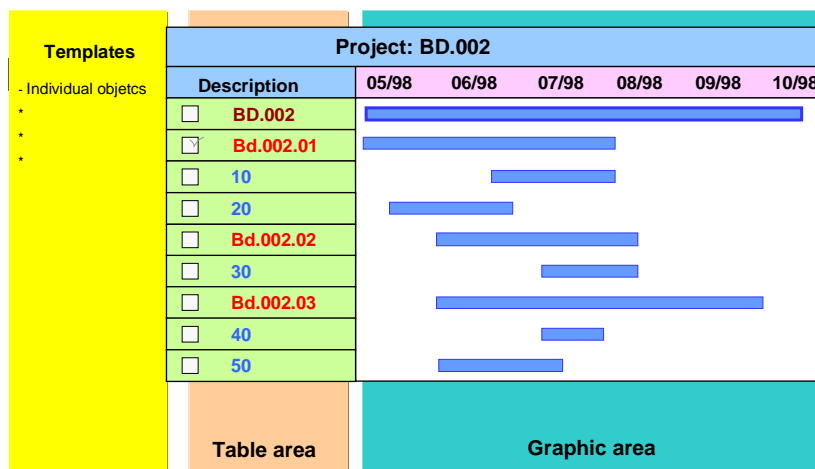 Templates
- Individual objetcs
*
*
*
Project: BD.002
Description 05/98 06/98 07/98 08/98 09/98 10/98
BD.002
Bd.002.01
10
20
Bd.002.02
30
Bd.002.03
40
50
Table area
Graphic area